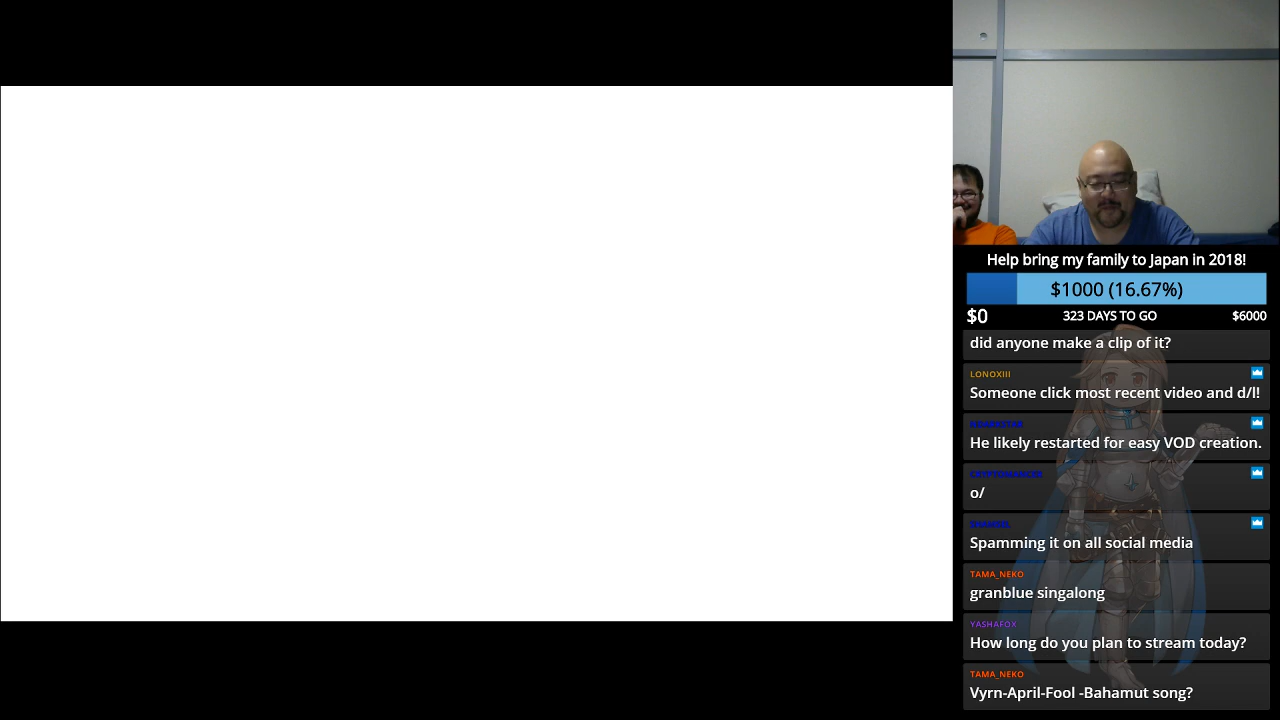 Help bring my family to Japan in 2018!
$1000 (16.67%)
$0 323 DAYS TO GO $6000
did anyone make a clip of it?
LONOXIII
Someone click most recent video and d/l!
He likely restarted for easy VOD creation.
o/
Spamming it on all social media
TAMA_NEKO
granblue singalong
YASHAFOX
How long do you plan to stream today?
TAMA_NEKO
Vyrn-April-Fool -Bahamut song?